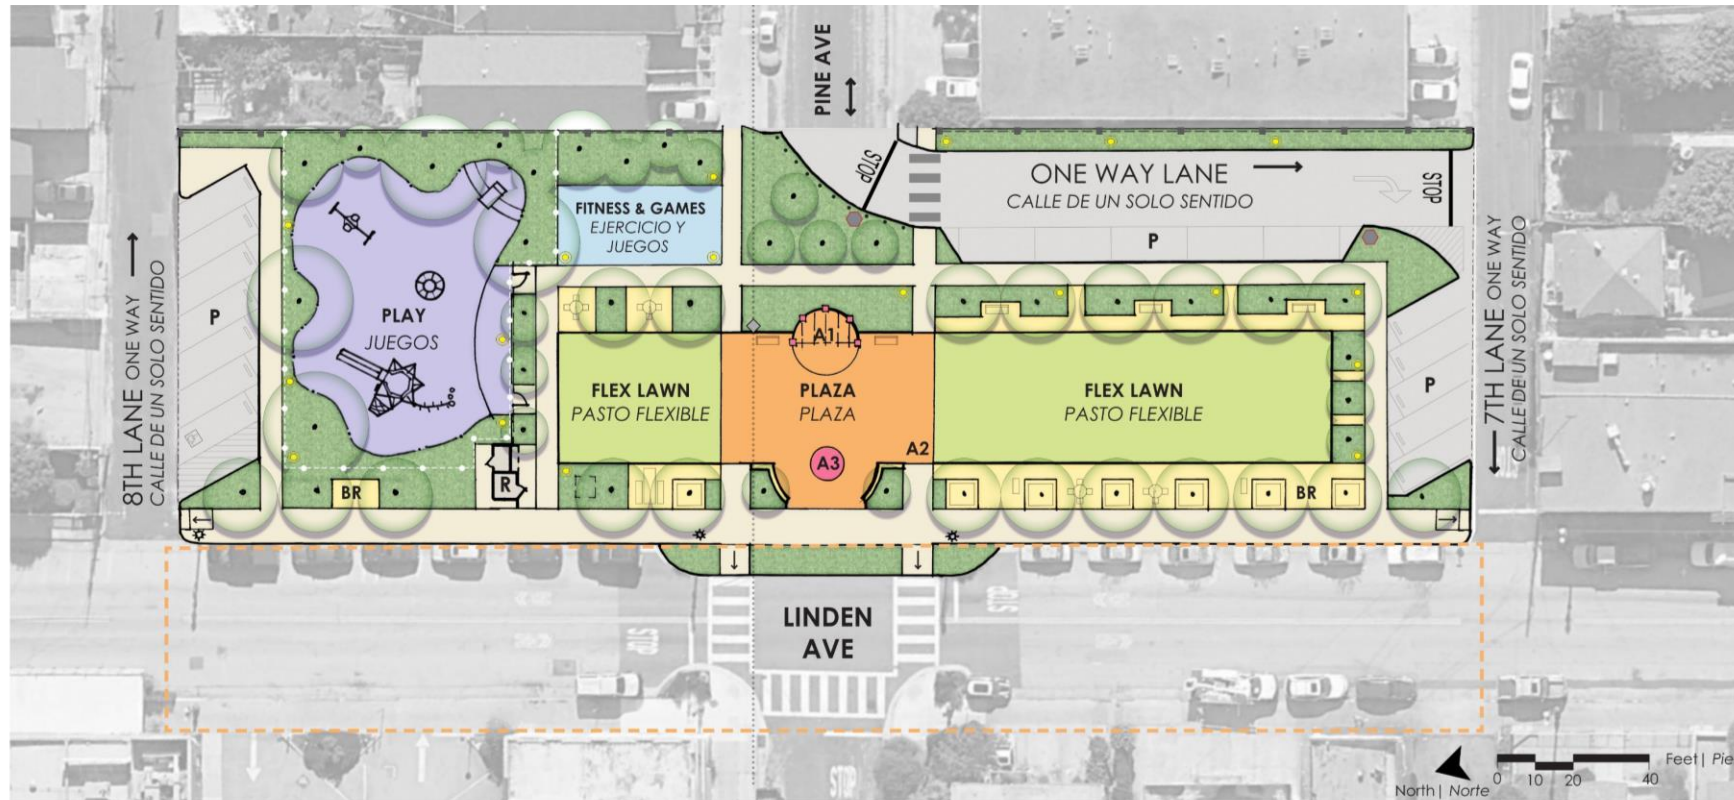 PINE AVE
STOP
ONE WAY LANE
CALLE DE UN SOLO SENTIDO
STOP
FITNESS & GAMES
EJERCICIO Y
JUEGOS
P
8TH LANE ONE WAY
CALLE DE UN SOLO SENTIDO
P
PLAY
JUEGOS
A1
7TH LANE ONE WAY
CALLE DE UN SOLO SENTIDO
FLEX LAWN
PASTO FLEXIBLE
PLAZA
PLAZA
FLEX LAWN
PASTO FLEXIBLE
P
A2
A3
BR
R
BR
STOP
STOP
LINDEN
AVE
STOP
North | Norte
0 10 20 40
Feet | Pie